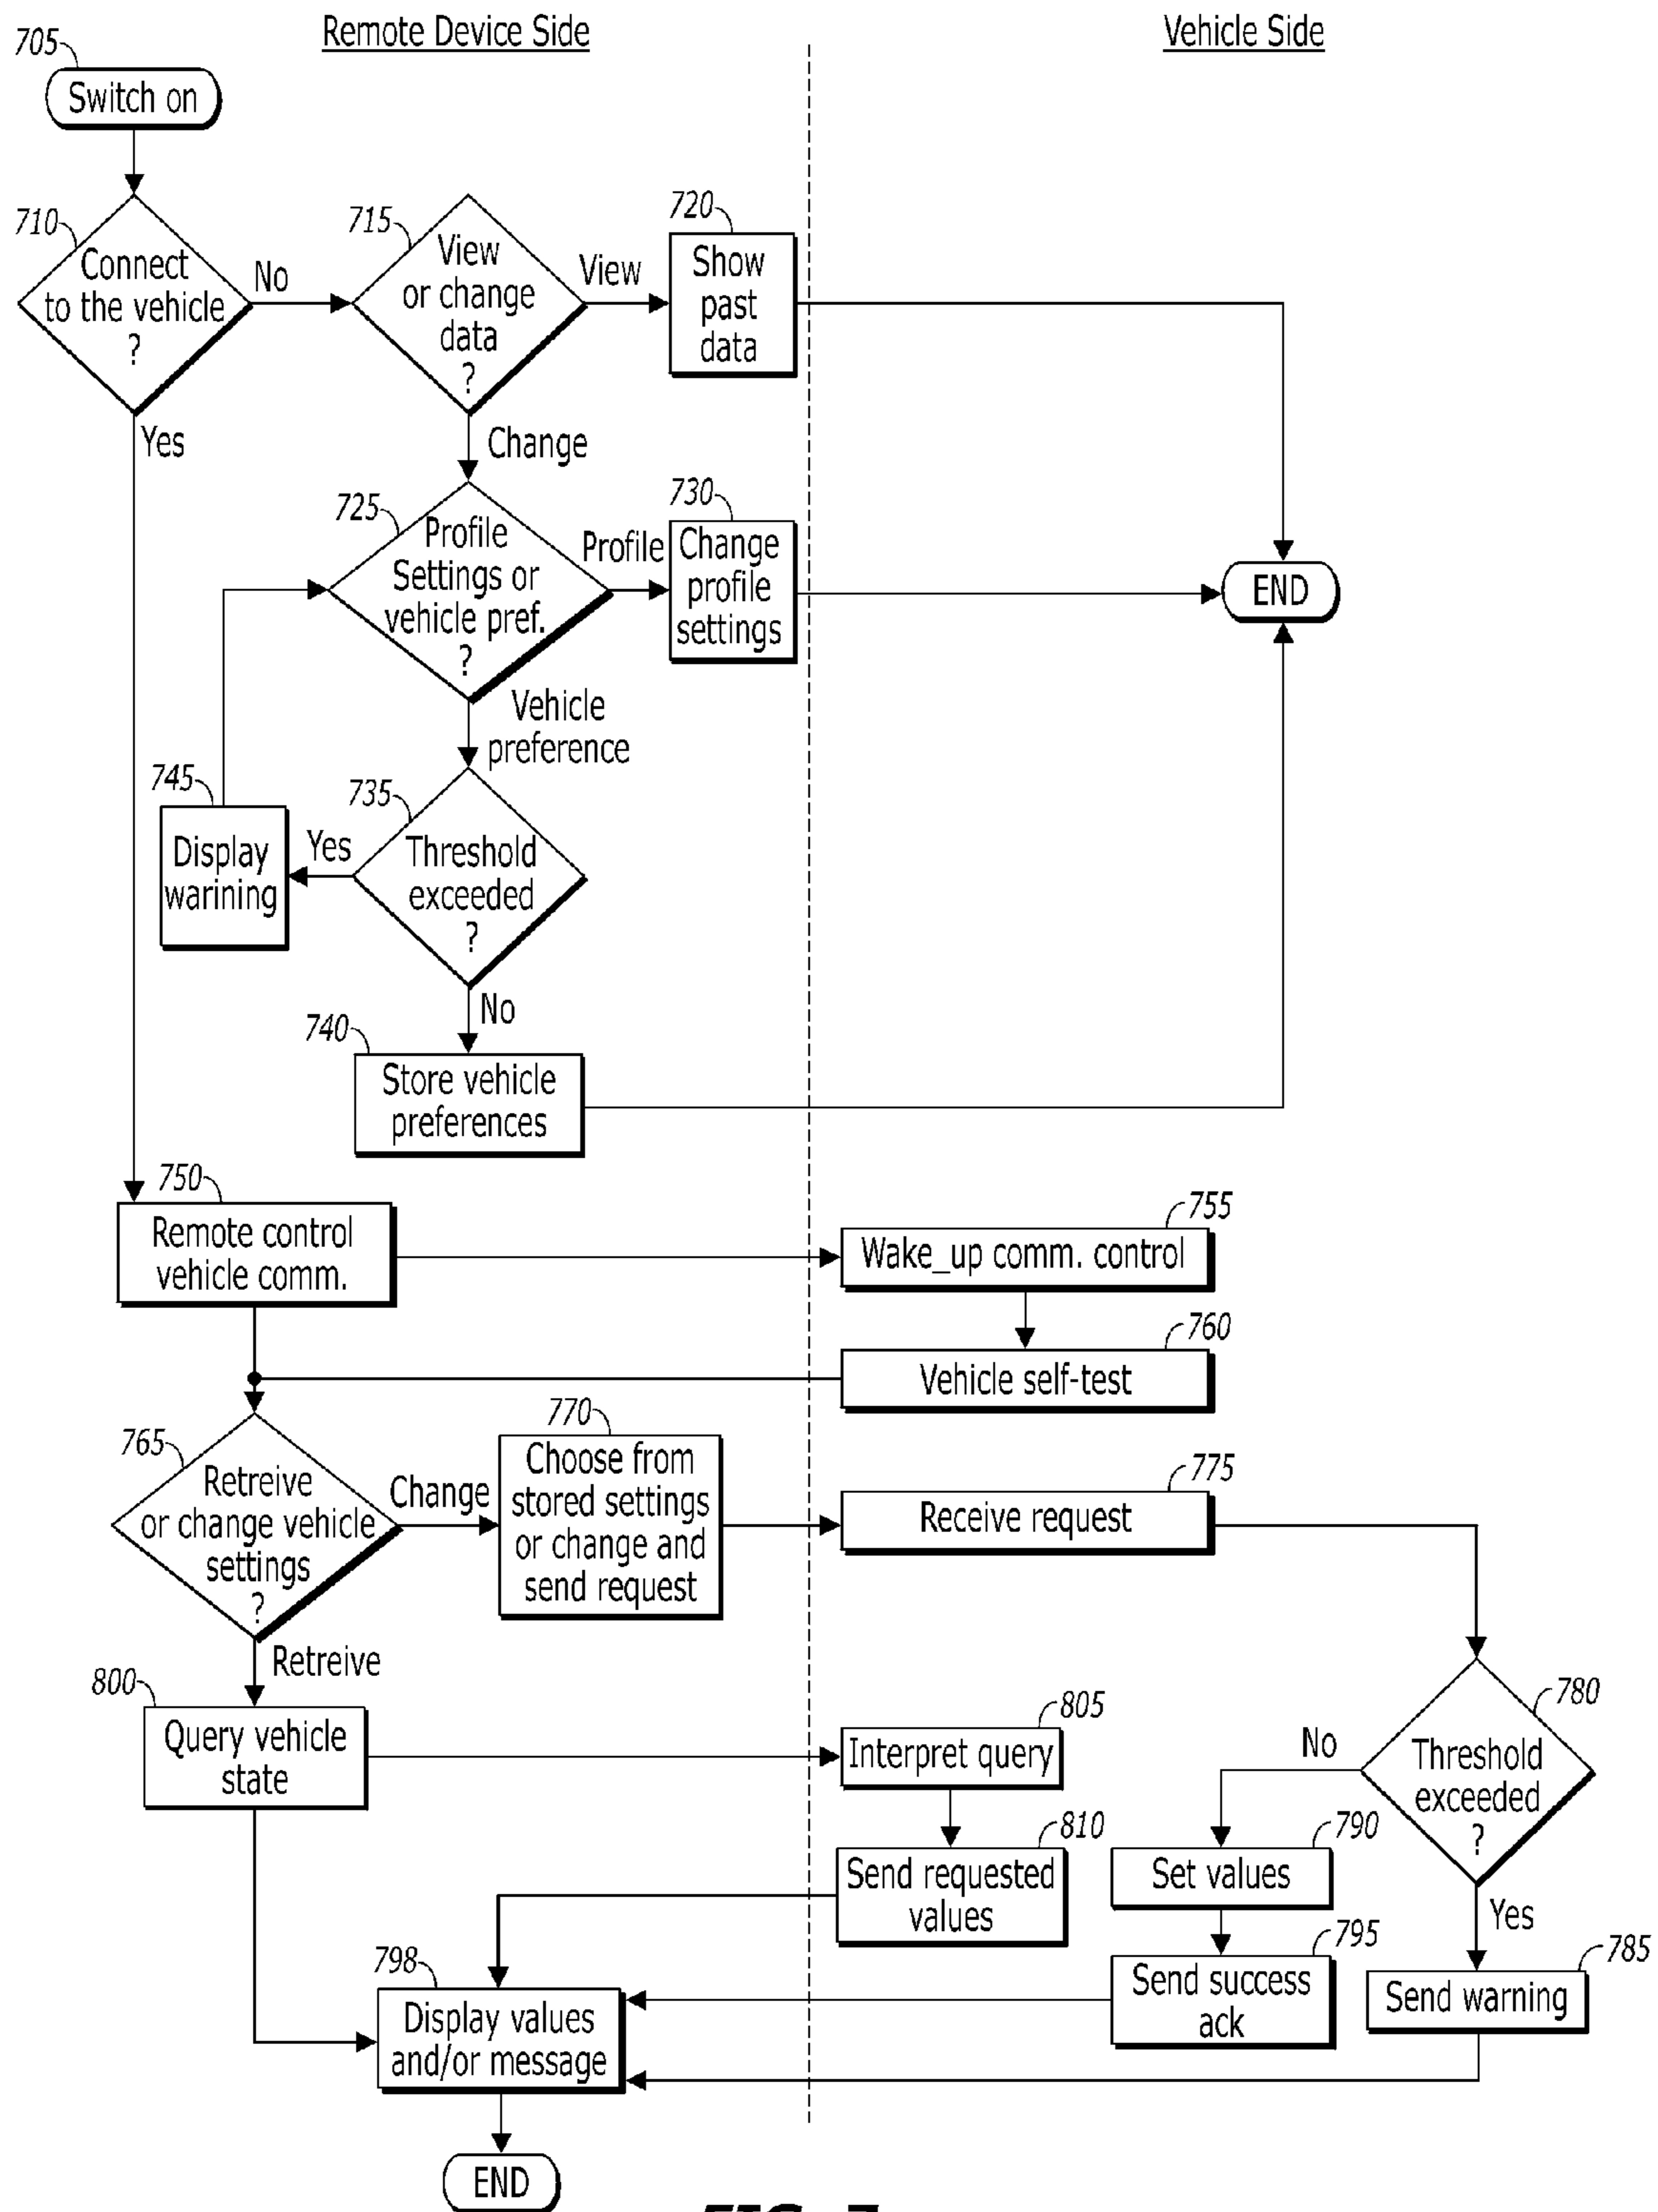 Remote Device Side
Vehicle Side
705
Switch on
710
Connect
to the vehicle
?
No
Yes
715
View
or change
data
?
View
Change
720
Show
past
data
725
Profile
Settings or
vehicle pref.
?
Profile
Vehicle
preference
730
Change
profile
settings
END
745
Display
warining
Yes
735
Threshold
exceeded
?
No
740
Store vehicle
preferences
750
Remote control
vehicle comm.
755
Wake_up comm. control
760
Vehicle self-test
765
Retreive
or change vehicle
settings
?
Change
Retreive
770
Choose from
stored settings
or change and
send request
775
Receive request
780
Threshold
exceeded
?
No
Yes
800
Query vehicle
state
805
Interpret query
810
Send requested
values
790
Set values
795
Send success
ack
785
Send warning
798
Display values
and/or message
END